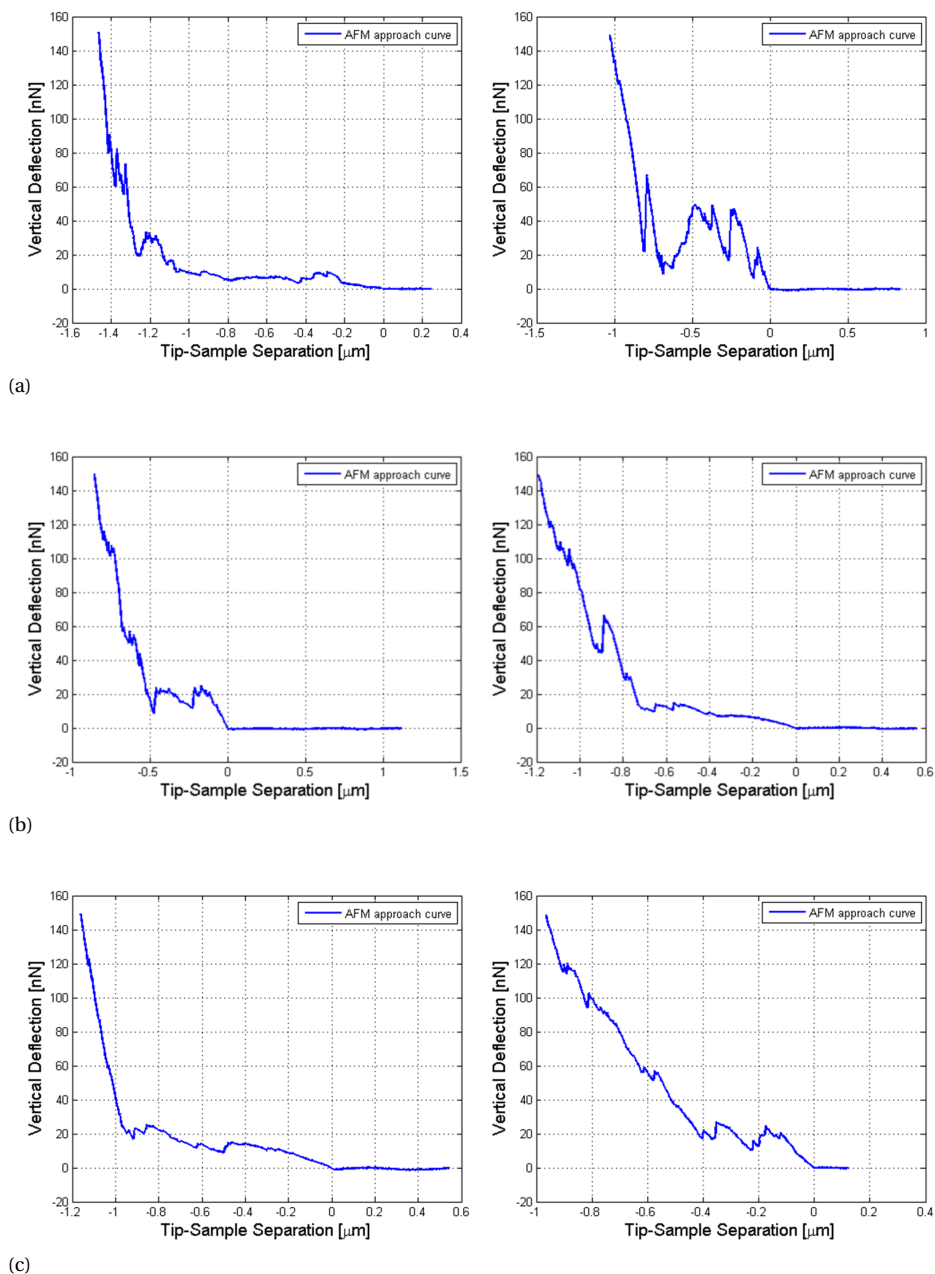 160
140
120
100
80
60
40
20
0
-20
-1.6 -1.4 -1.2 -1 -0.8 -0.6 -0.4 -0.2 0 0.2 0.4
Vertical Deflection [nN]
Tip-Sample Separation [μm]
AFM approach curve
160
140
120
100
80
60
40
20
0
-20
-1.5 -1 -0.5 0 0.5 1
Vertical Deflection [nN]
Tip-Sample Separation [μm]
AFM approach curve
(a)
160
140
120
100
80
60
40
20
0
-20
-1 -0.5 0 0.5 1 1.5
Vertical Deflection [nN]
Tip-Sample Separation [μm]
AFM approach curve
160
140
120
100
80
60
40
20
0
-20
-1.2 -1 -0.8 -0.6 -0.4 -0.2 0 0.2 0.4 0.6
Vertical Deflection [nN]
Tip-Sample Separation [μm]
AFM approach curve
(b)
160
140
120
100
80
60
40
20
0
-20
-1.2 -1 -0.8 -0.6 -0.4 -0.2 0 0.2 0.4 0.6
Vertical Deflection [nN]
Tip-Sample Separation [μm]
AFM approach curve
160
140
120
100
80
60
40
20
0
-20
-1 -0.8 -0.6 -0.4 -0.2 0 0.2 0.4
Vertical Deflection [nN]
Tip-Sample Separation [μm]
AFM approach curve
(c)